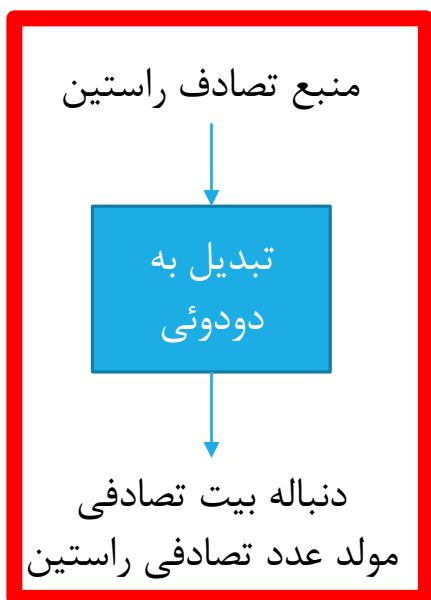 منبع تصادف راستین
تبدیل به
دودوئی
دنباله بیت تصادفی
مولد عدد تصادفی راستین